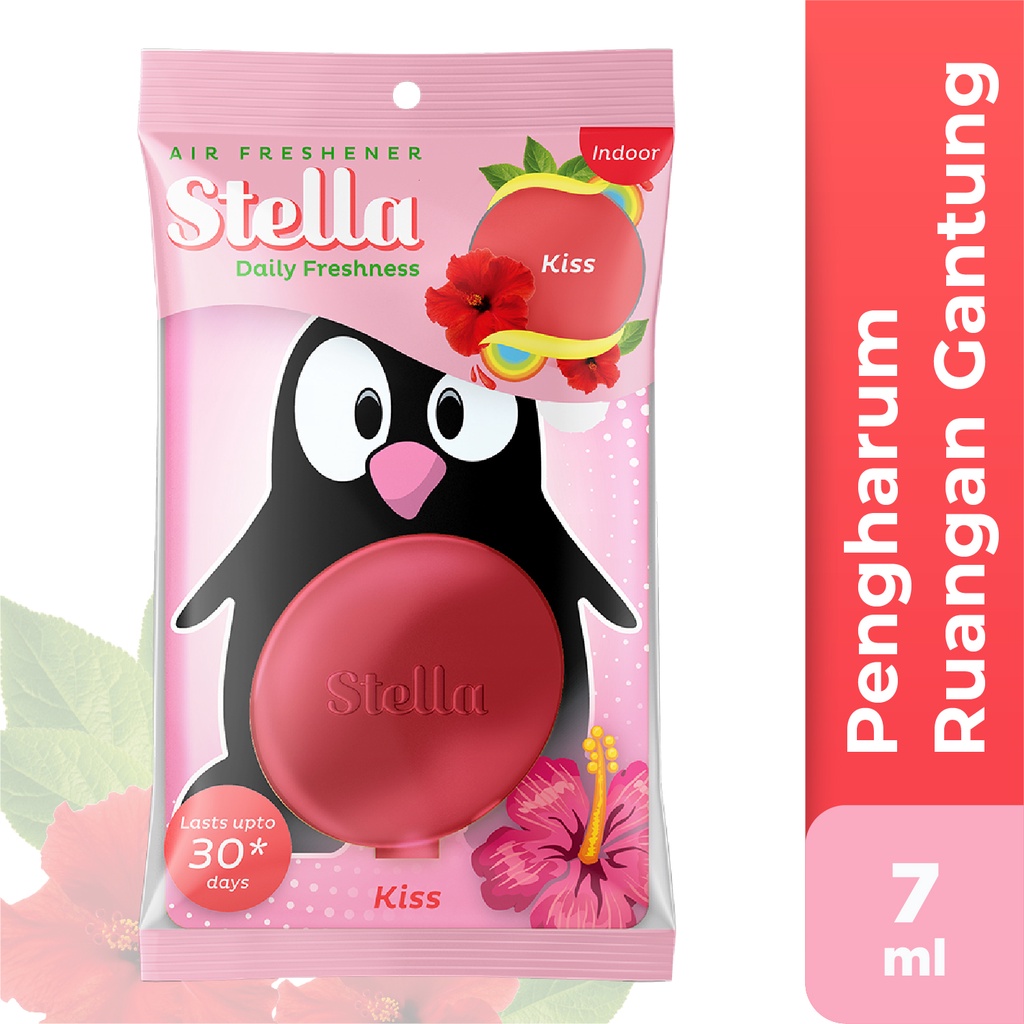 AIR FRESHENER
Stella
Daily Freshness
Indoor
Kiss
Stella
Lasts upto
30*
days
Kiss
Pengharum
Ruangan Gantung
7
ml